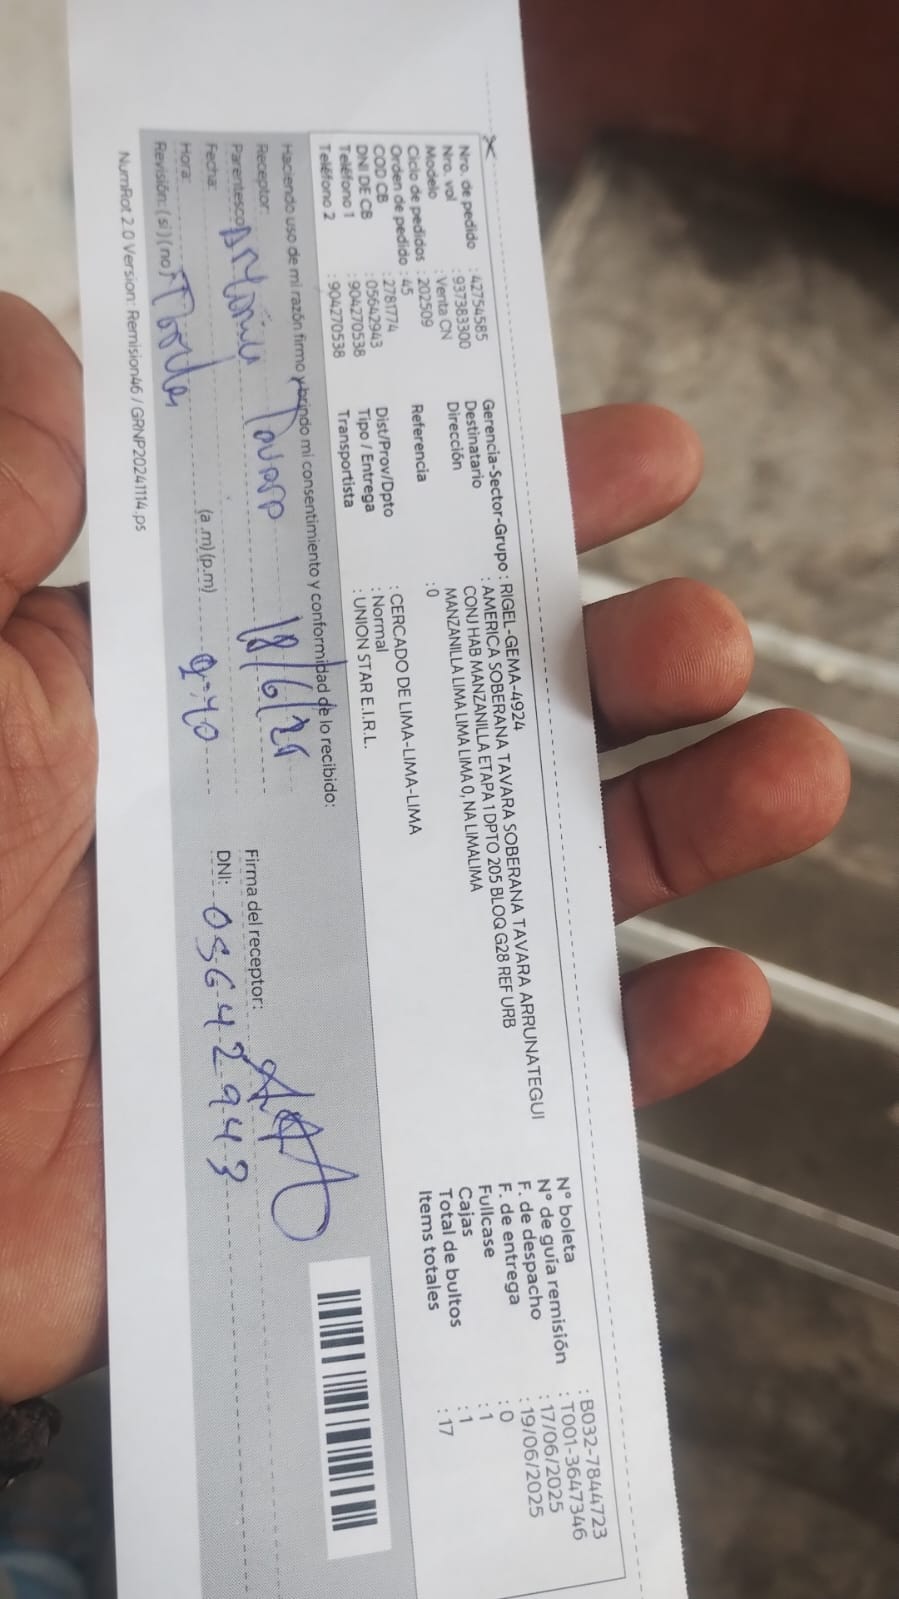 Nro. de pedido : 42754585
Nro. vol : 937383300
Modelo : Venta CN
Ciclo de pedidos : 202509
Orden de pedido : 45
COD CB : 2781774
DNI DE CB : 05642943
Teléfono 1 : 904270538
Teléfono 2 : 904270538
Gerencia-Sector-Grupo : RIGEL-GEMA-4924
Destinatario : AMERICA SOBERANA TAVARA SOBERANA TAVARA ARRUNATEGUI
Dirección : CONJ HAB MANZANILLA ETAPA 1 DPTO 205 BLOQ G28 REF URB
MANZANILLA LIMA LIMA LIMA 0, NA LIMALIMA
Referencia : 0
Dist/Prov/Dpto : CERCADO DE LIMA-LIMA-LIMA
Tipo / Entrega : Normal
Transportista : UNION STAR E.I.R.L.
N° boleta : B032-7844723
N° de guía remisión : T001-3647346
F. de despacho : 17/06/2025
F. de entrega : 19/06/2025
Fullcase : 0
Cajas : 1
Total de bultos : 1
Items totales : 17
Haciendo uso de mi razón firmo y brindo mi consentimiento y conformidad de lo recibido:
Receptor: Tavara
Parentesco:
Fecha: 18/6/25
Hora: (a.m) (p.m) 9:40
Revisión: (si) (no)
Firma del receptor:
DNI: 05642943
NumRot 2.0 Version: Remision46 / GRNP20241114.ps